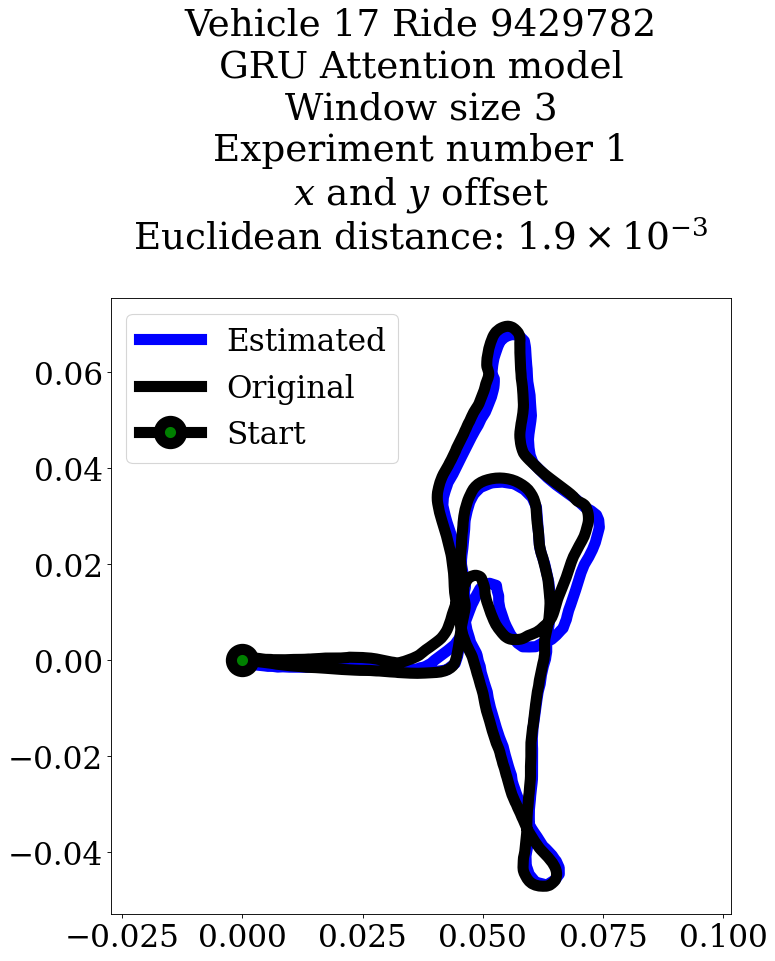 Vehicle 17 Ride 9429782
GRU Attention model
Window size 3
Experiment number 1
x and y offset
Euclidean distance: 1.9 × 10⁻³
Estimated
Original
Start
0.06
0.04
0.02
0.00
−0.02
−0.04
−0.025 0.000 0.025 0.050 0.075 0.100